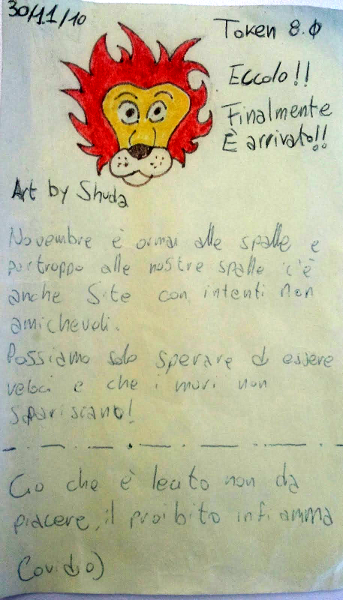 30/11/10
Token 8.0
Eccolo!!
Finalmente
È arrivato!!
Art by Shuda
Novembre è ormai alle spalle e
purtroppo alle nostre spalle c'è
anche Site con intenti non
amichevoli.
Possiamo solo sperare di essere
veloci e che i muri non
spariscano!
Ciò che è lecito non da
piacere, il proibito infiamma
(ovidio)